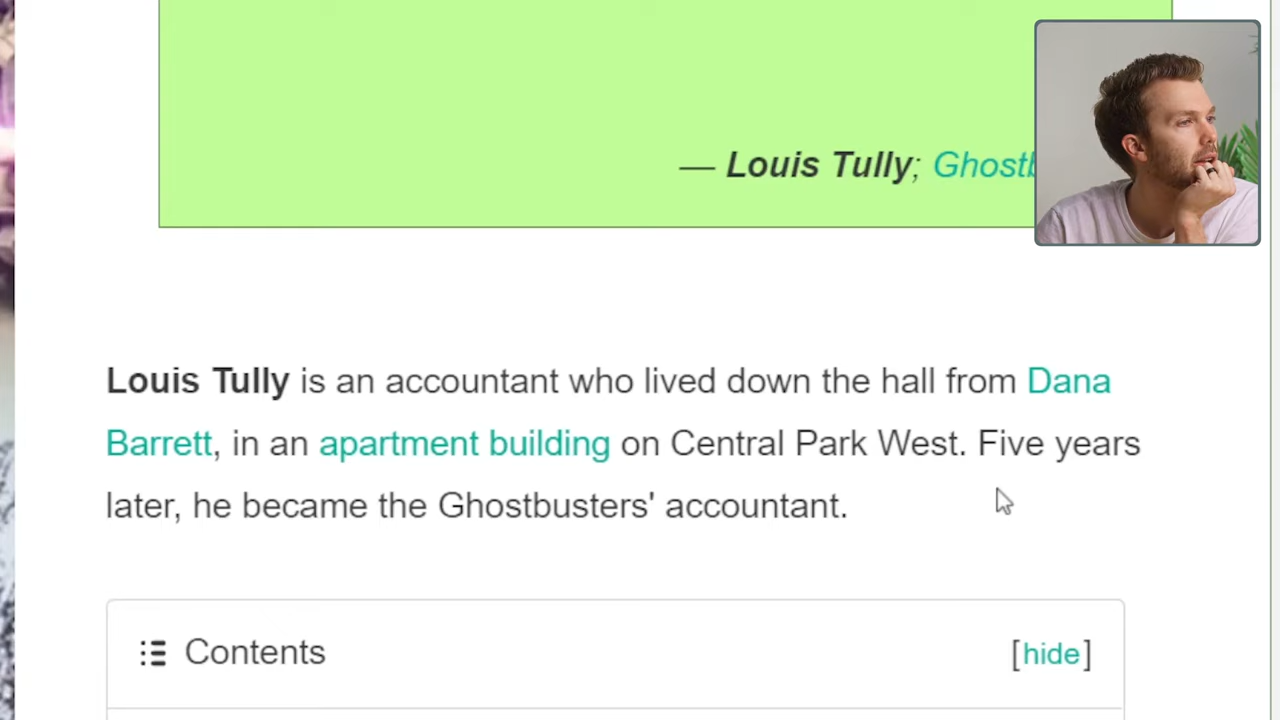 — Louis Tully;
Louis Tully is an accountant who lived down the hall from Dana
Barrett, in an apartment building on Central Park West. Five years
later, he became the Ghostbusters' accountant.
Contents [hide]